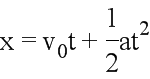 x = v₀t + ½at²